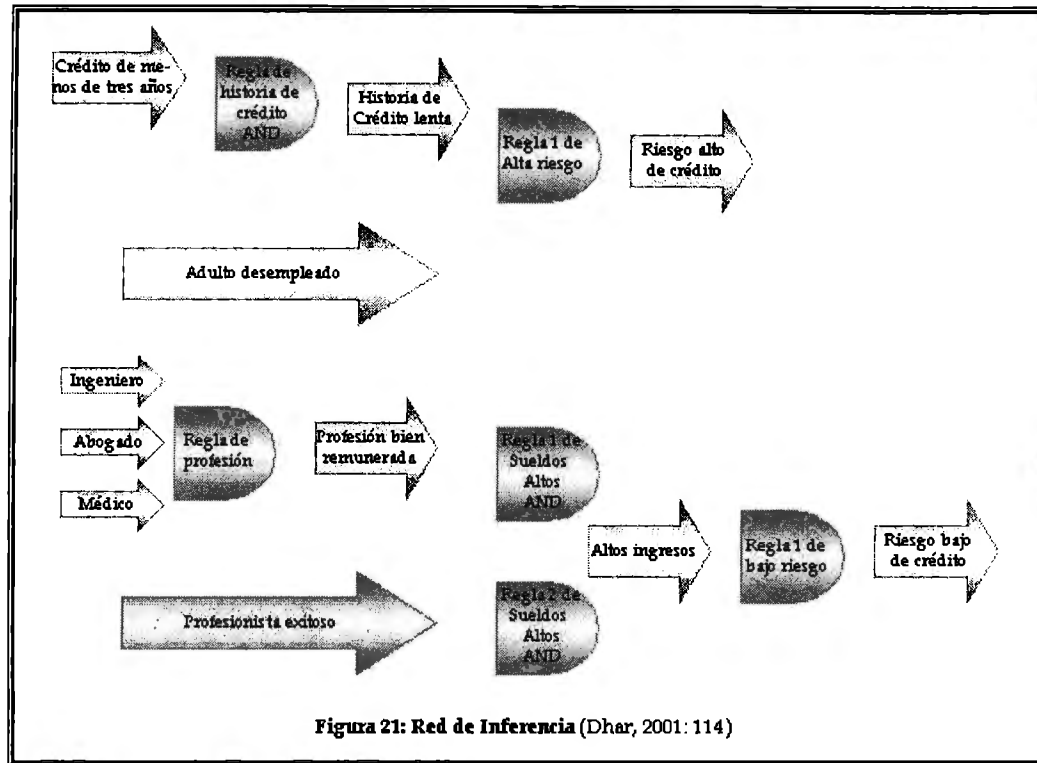 Crédito de me-
nos de tres años
Regla de
historia de
crédito
AND
Historia de
Crédito lenta
Regla 1 de
Alta riesgo
Riesgo alto
de crédito
Adulto desempleado
Ingeniero
Abogado
Médico
Regla de
profesión
Profesión bien
remunerada
Regla 1 de
Sueldos
Altos
AND
Altos ingresos
Regla 1 de
bajo riesgo
Riesgo bajo
de crédito
Profesionista exitoso
Regla 2 de
Sueldos
Altos
AND
Figura 21: Red de Inferencia (Dhar, 2001: 114)